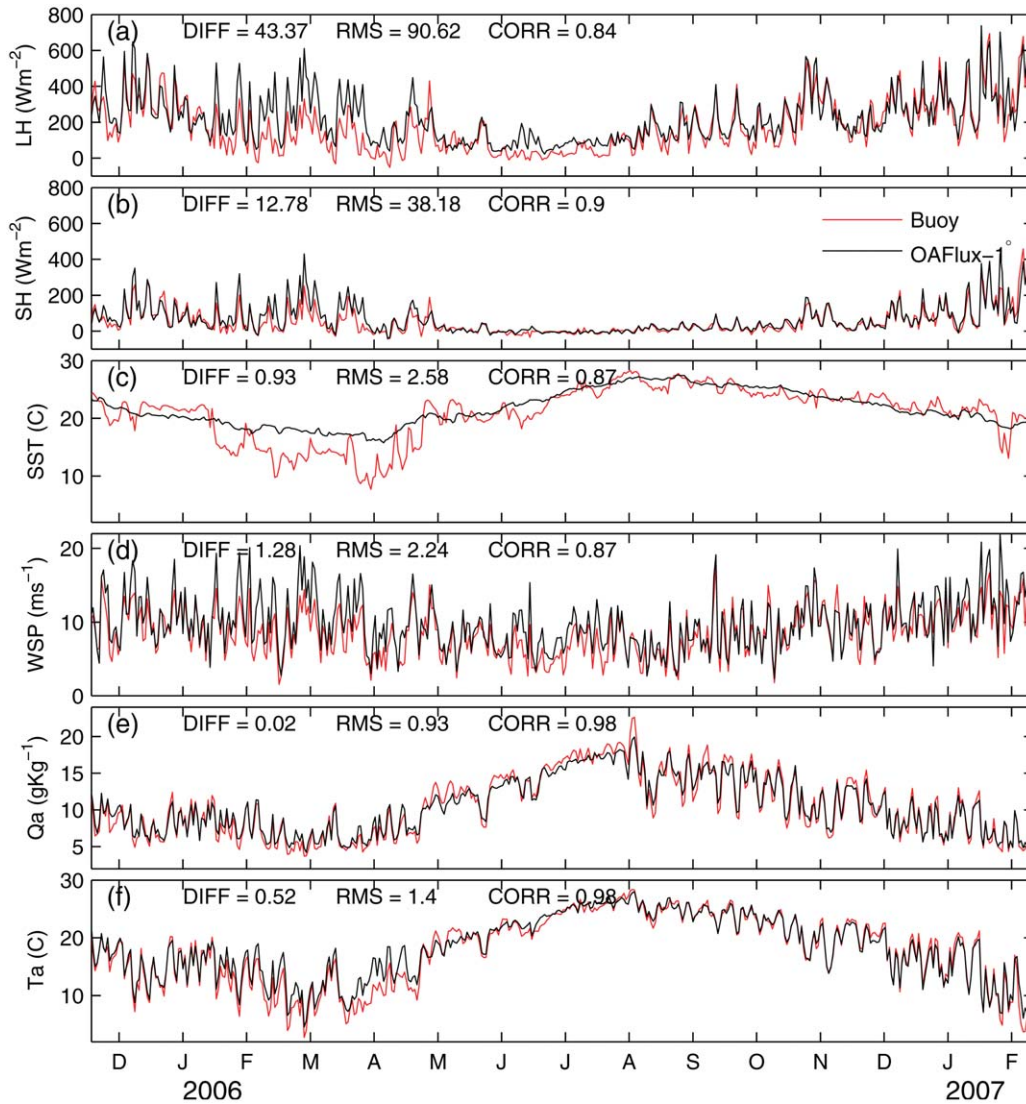 (a) DIFF = 43.37 RMS = 90.62 CORR = 0.84
800
600
400
200
0
LH (Wm⁻²)
(b) DIFF = 12.78 RMS = 38.18 CORR = 0.9
800
600
400
200
0
SH (Wm⁻²)
Buoy
OAFlux-1°
(c) DIFF = 0.93 RMS = 2.58 CORR = 0.87
30
20
10
SST (C)
(d) DIFF = 1.28 RMS = 2.24 CORR = 0.87
20
10
0
WSP (ms⁻¹)
(e) DIFF = 0.02 RMS = 0.93 CORR = 0.98
20
15
10
5
Qa (gKg⁻¹)
(f) DIFF = 0.52 RMS = 1.4 CORR = 0.98
30
20
10
Ta (C)
D J F M A M J J A S O N D J F
2006 2007